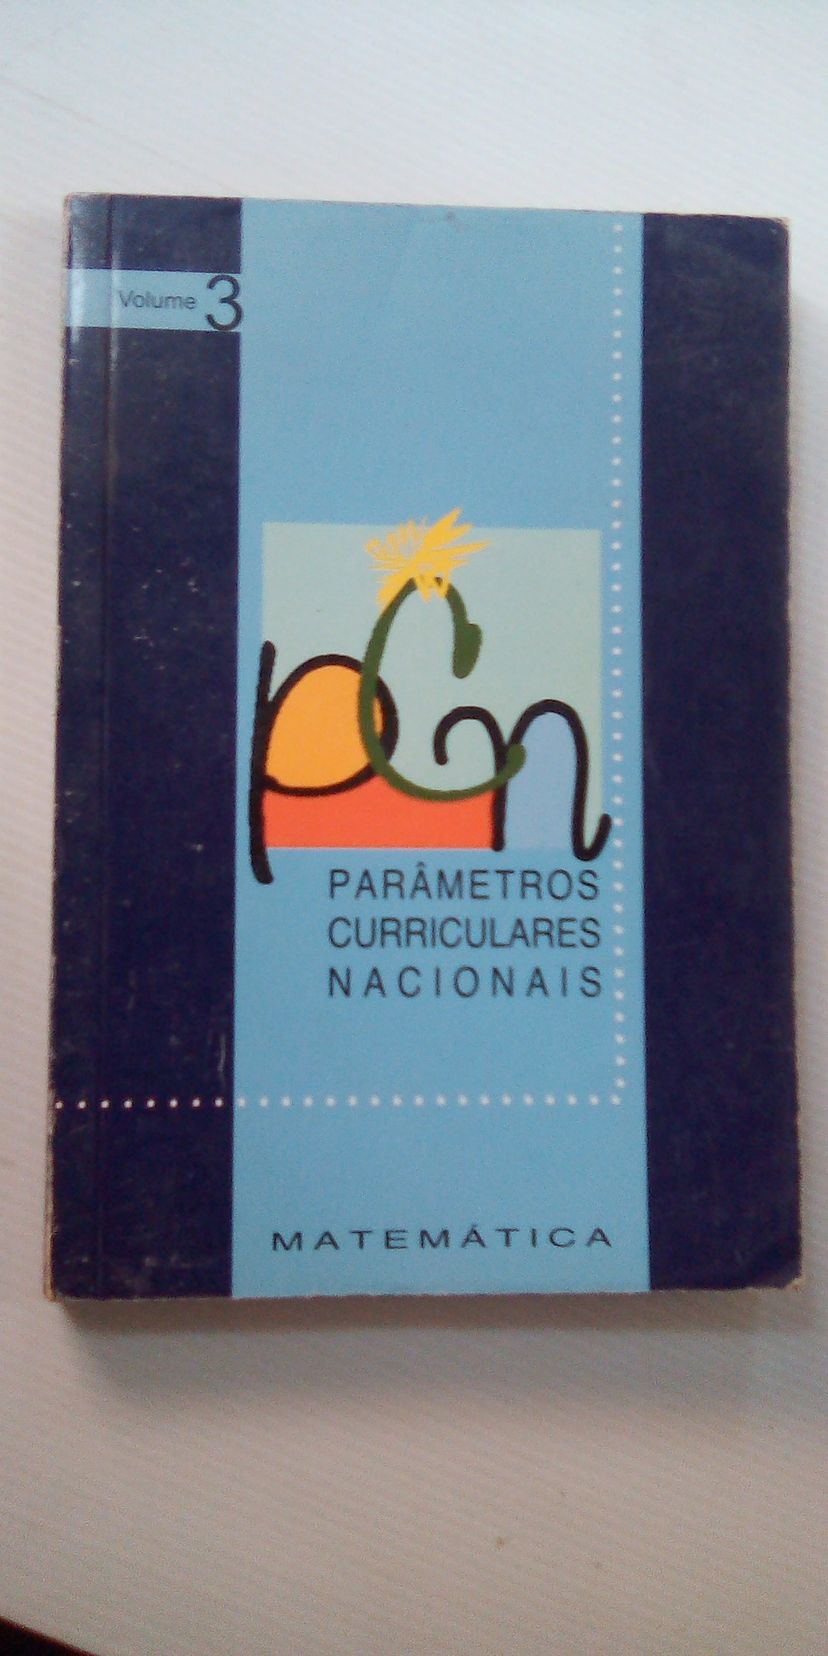 Volume 3
pCn
PARÂMETROS
CURRICULARES
NACIONAIS
MATEMÁTICA